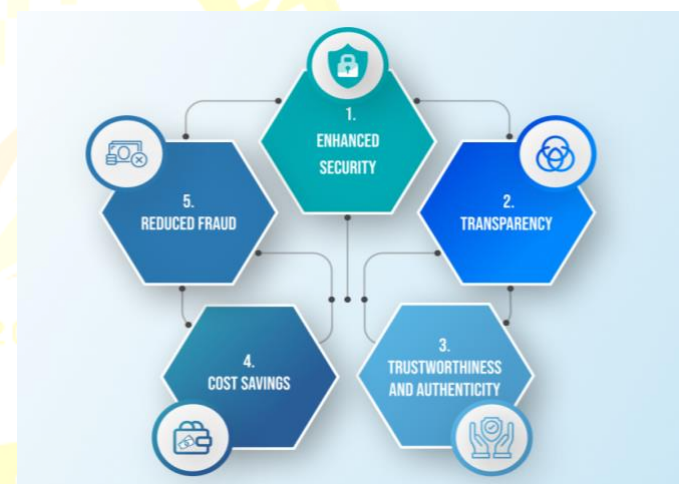 1.
ENHANCED
SECURITY
2.
TRANSPARENCY
3.
TRUSTWORTHINESS
AND AUTHENTICITY
4.
COST SAVINGS
5.
REDUCED FRAUD